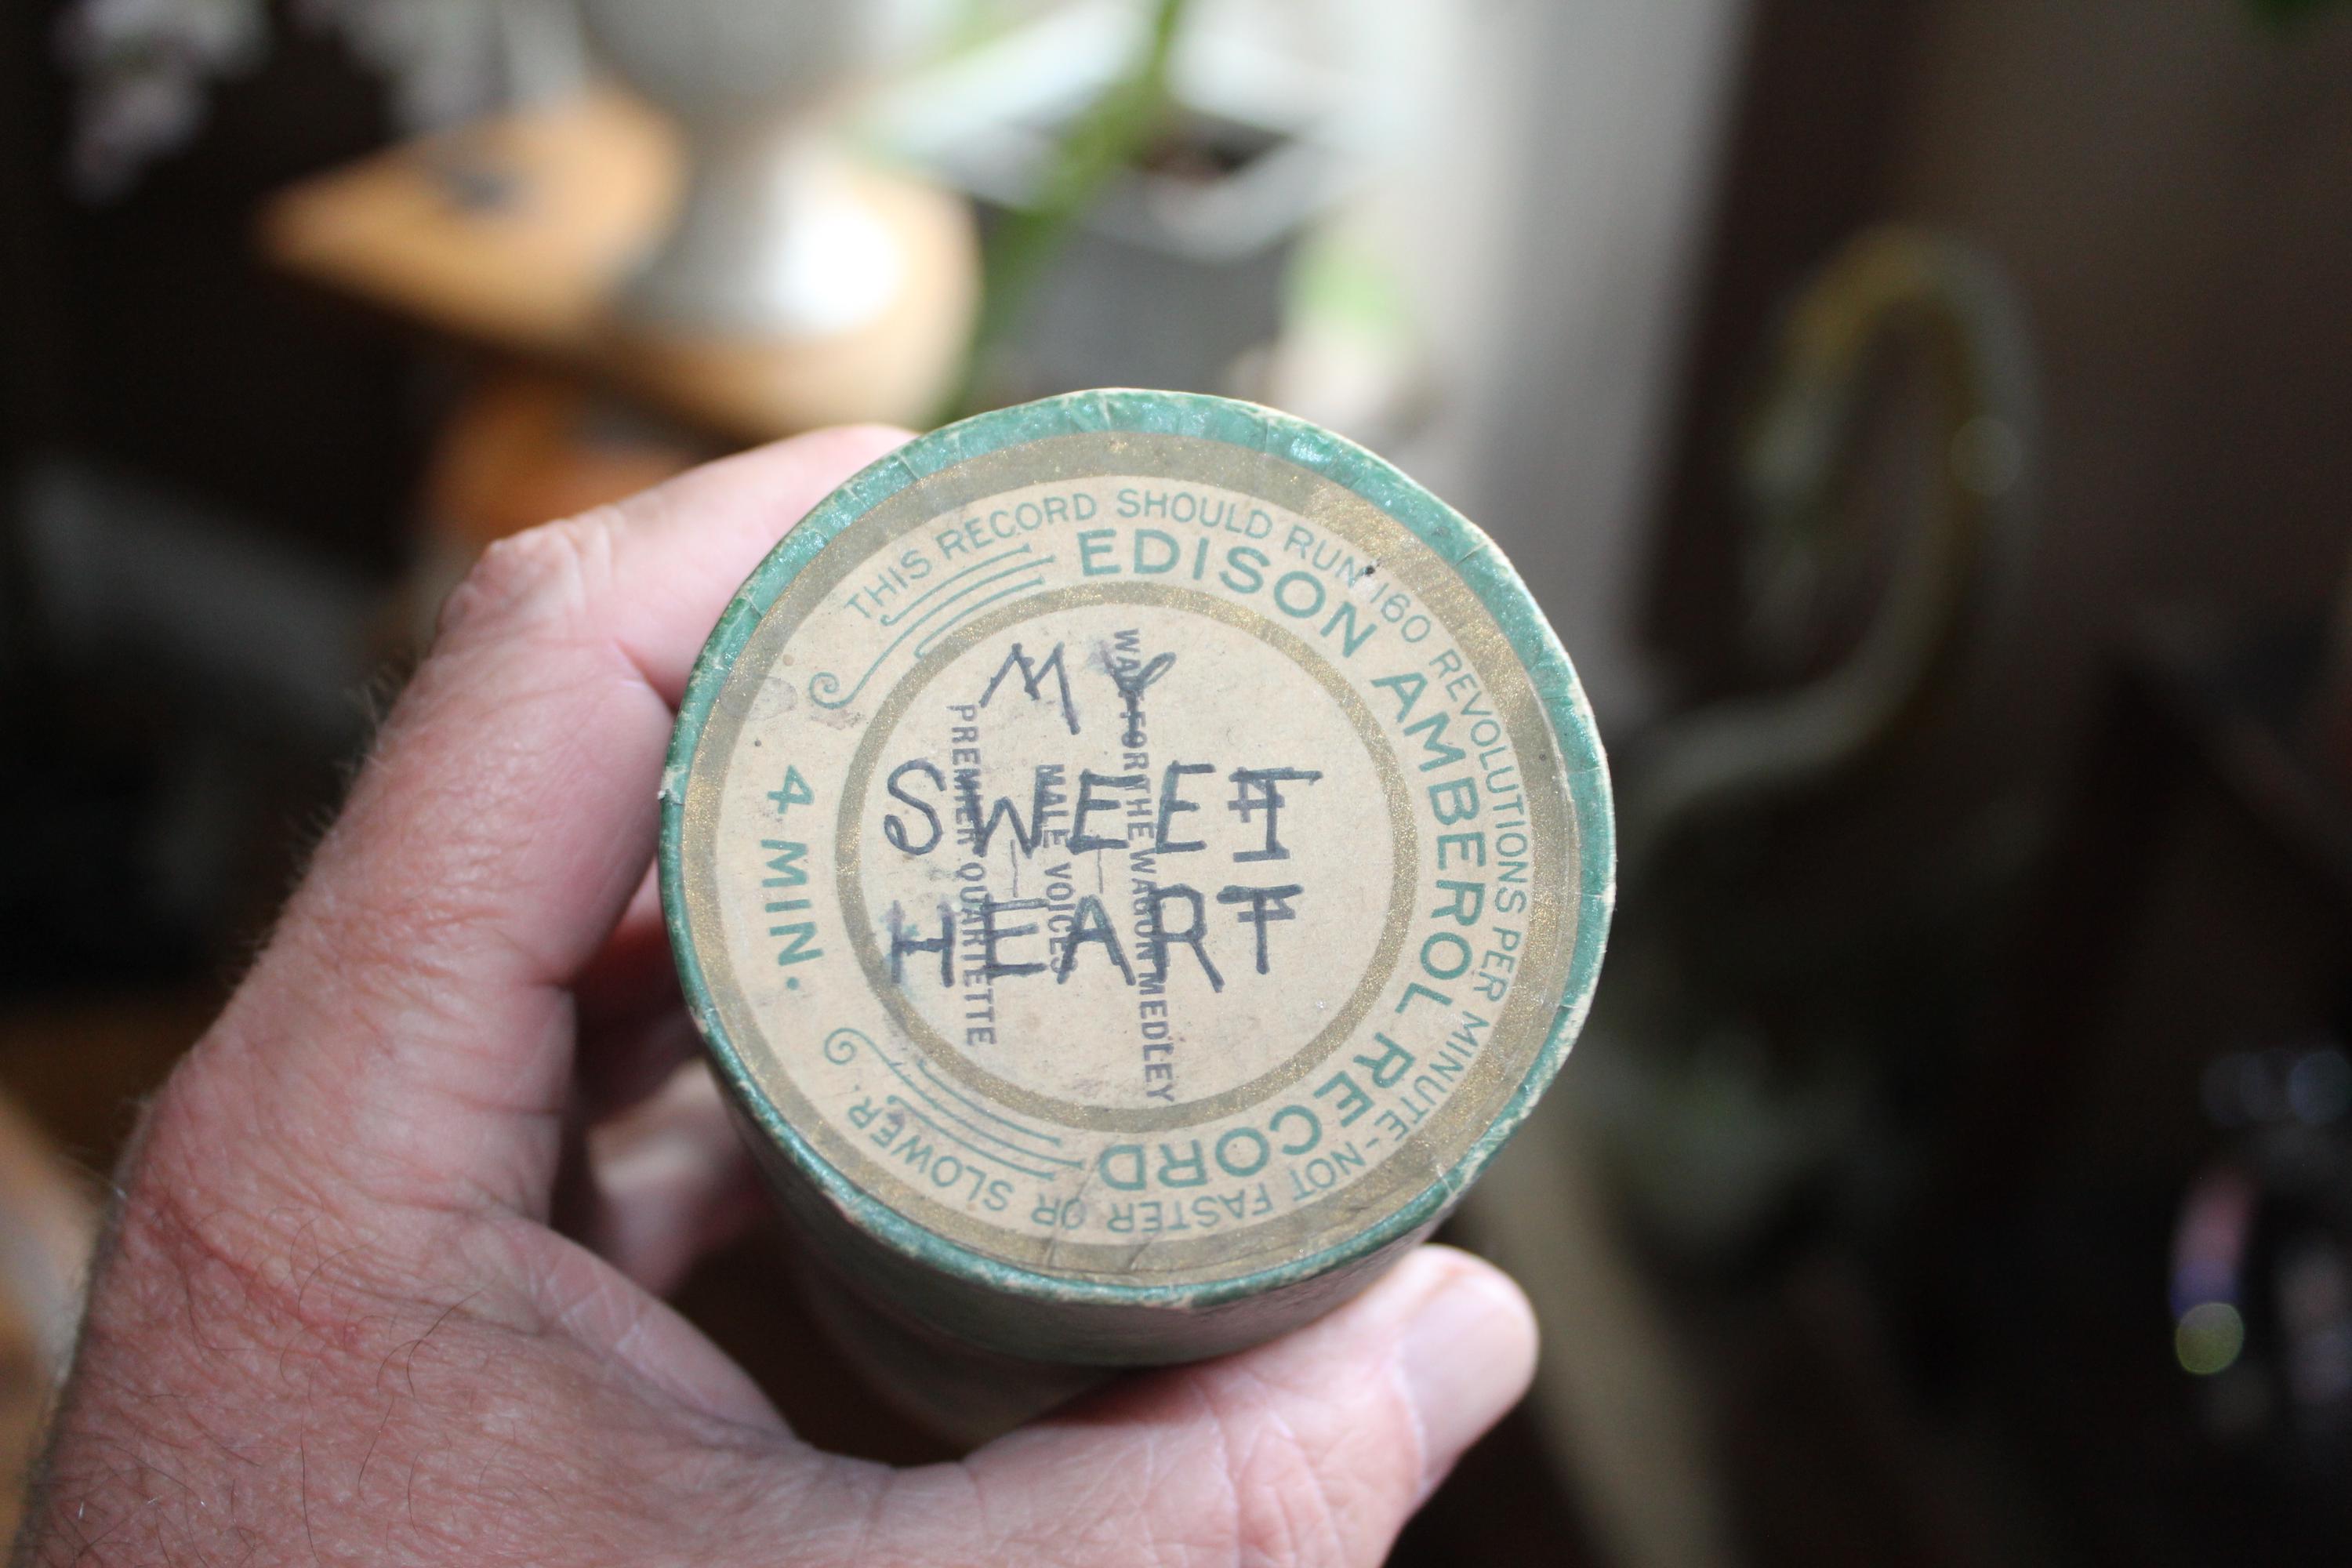 THIS RECORD SHOULD RUN 160 REVOLUTIONS PER MINUTE-NOT FASTER OR SLOWER
EDISON AMBEROL RECORD
4 MIN.
WAIT FOR THE WAGON MEDLEY
MALE VOICES
PREMIER QUARTETTE
MY
SWEET
HEART